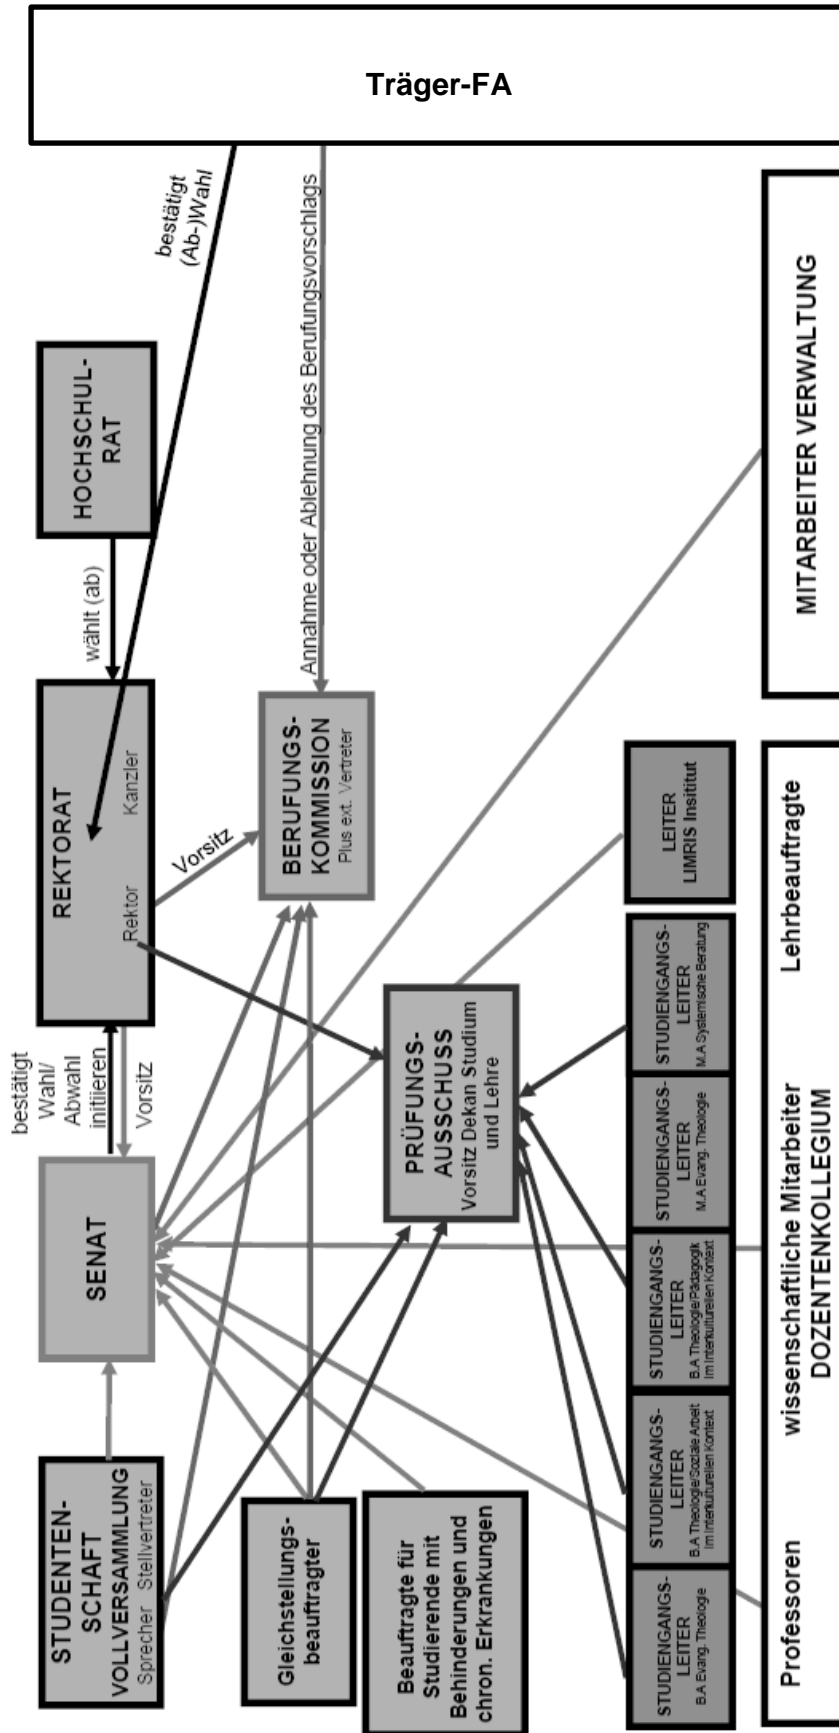 Träger-FA
bestätigt
(Ab-)Wahl
Annahme oder Ablehnung des Berufungsvorschlags
HOCHSCHUL-
RAT
wählt (ab)
REKTORAT
Rektor
Kanzler
Vorsitz
BERUFUNGS-
KOMMISSION
Plus ext. Vertreter
MITARBEITER VERWALTUNG
bestätigt
Wahl/
Abwahl
initiieren
Vorsitz
SENAT
PRÜFUNGS-
AUSSCHUSS
Vorsitz Dekan Studium
und Lehre
STUDENTEN-
SCHAFT
VOLLVERSAMMLUNG
Sprecher Stellvertreter
Gleichstellungs-
beauftragter
Beauftragte für
Studierende mit
Behinderungen und
chron. Erkrankungen
STUDIENGANGS-
LEITER
B.A Evang. Theologie
STUDIENGANGS-
LEITER
B.A Theologie/Soziale Arbeit
Im Interkulturellen Kontext
STUDIENGANGS-
LEITER
B.A Theologie/Pädagogik
Im Interkulturellen Kontext
STUDIENGANGS-
LEITER
M.A Evang. Theologie
STUDIENGANGS-
LEITER
M.A Systemische Beratung
LEITER
LIMRIS Insititut
Professoren
wissenschaftliche Mitarbeiter
Lehrbeauftragte
DOZENTENKOLLEGIUM